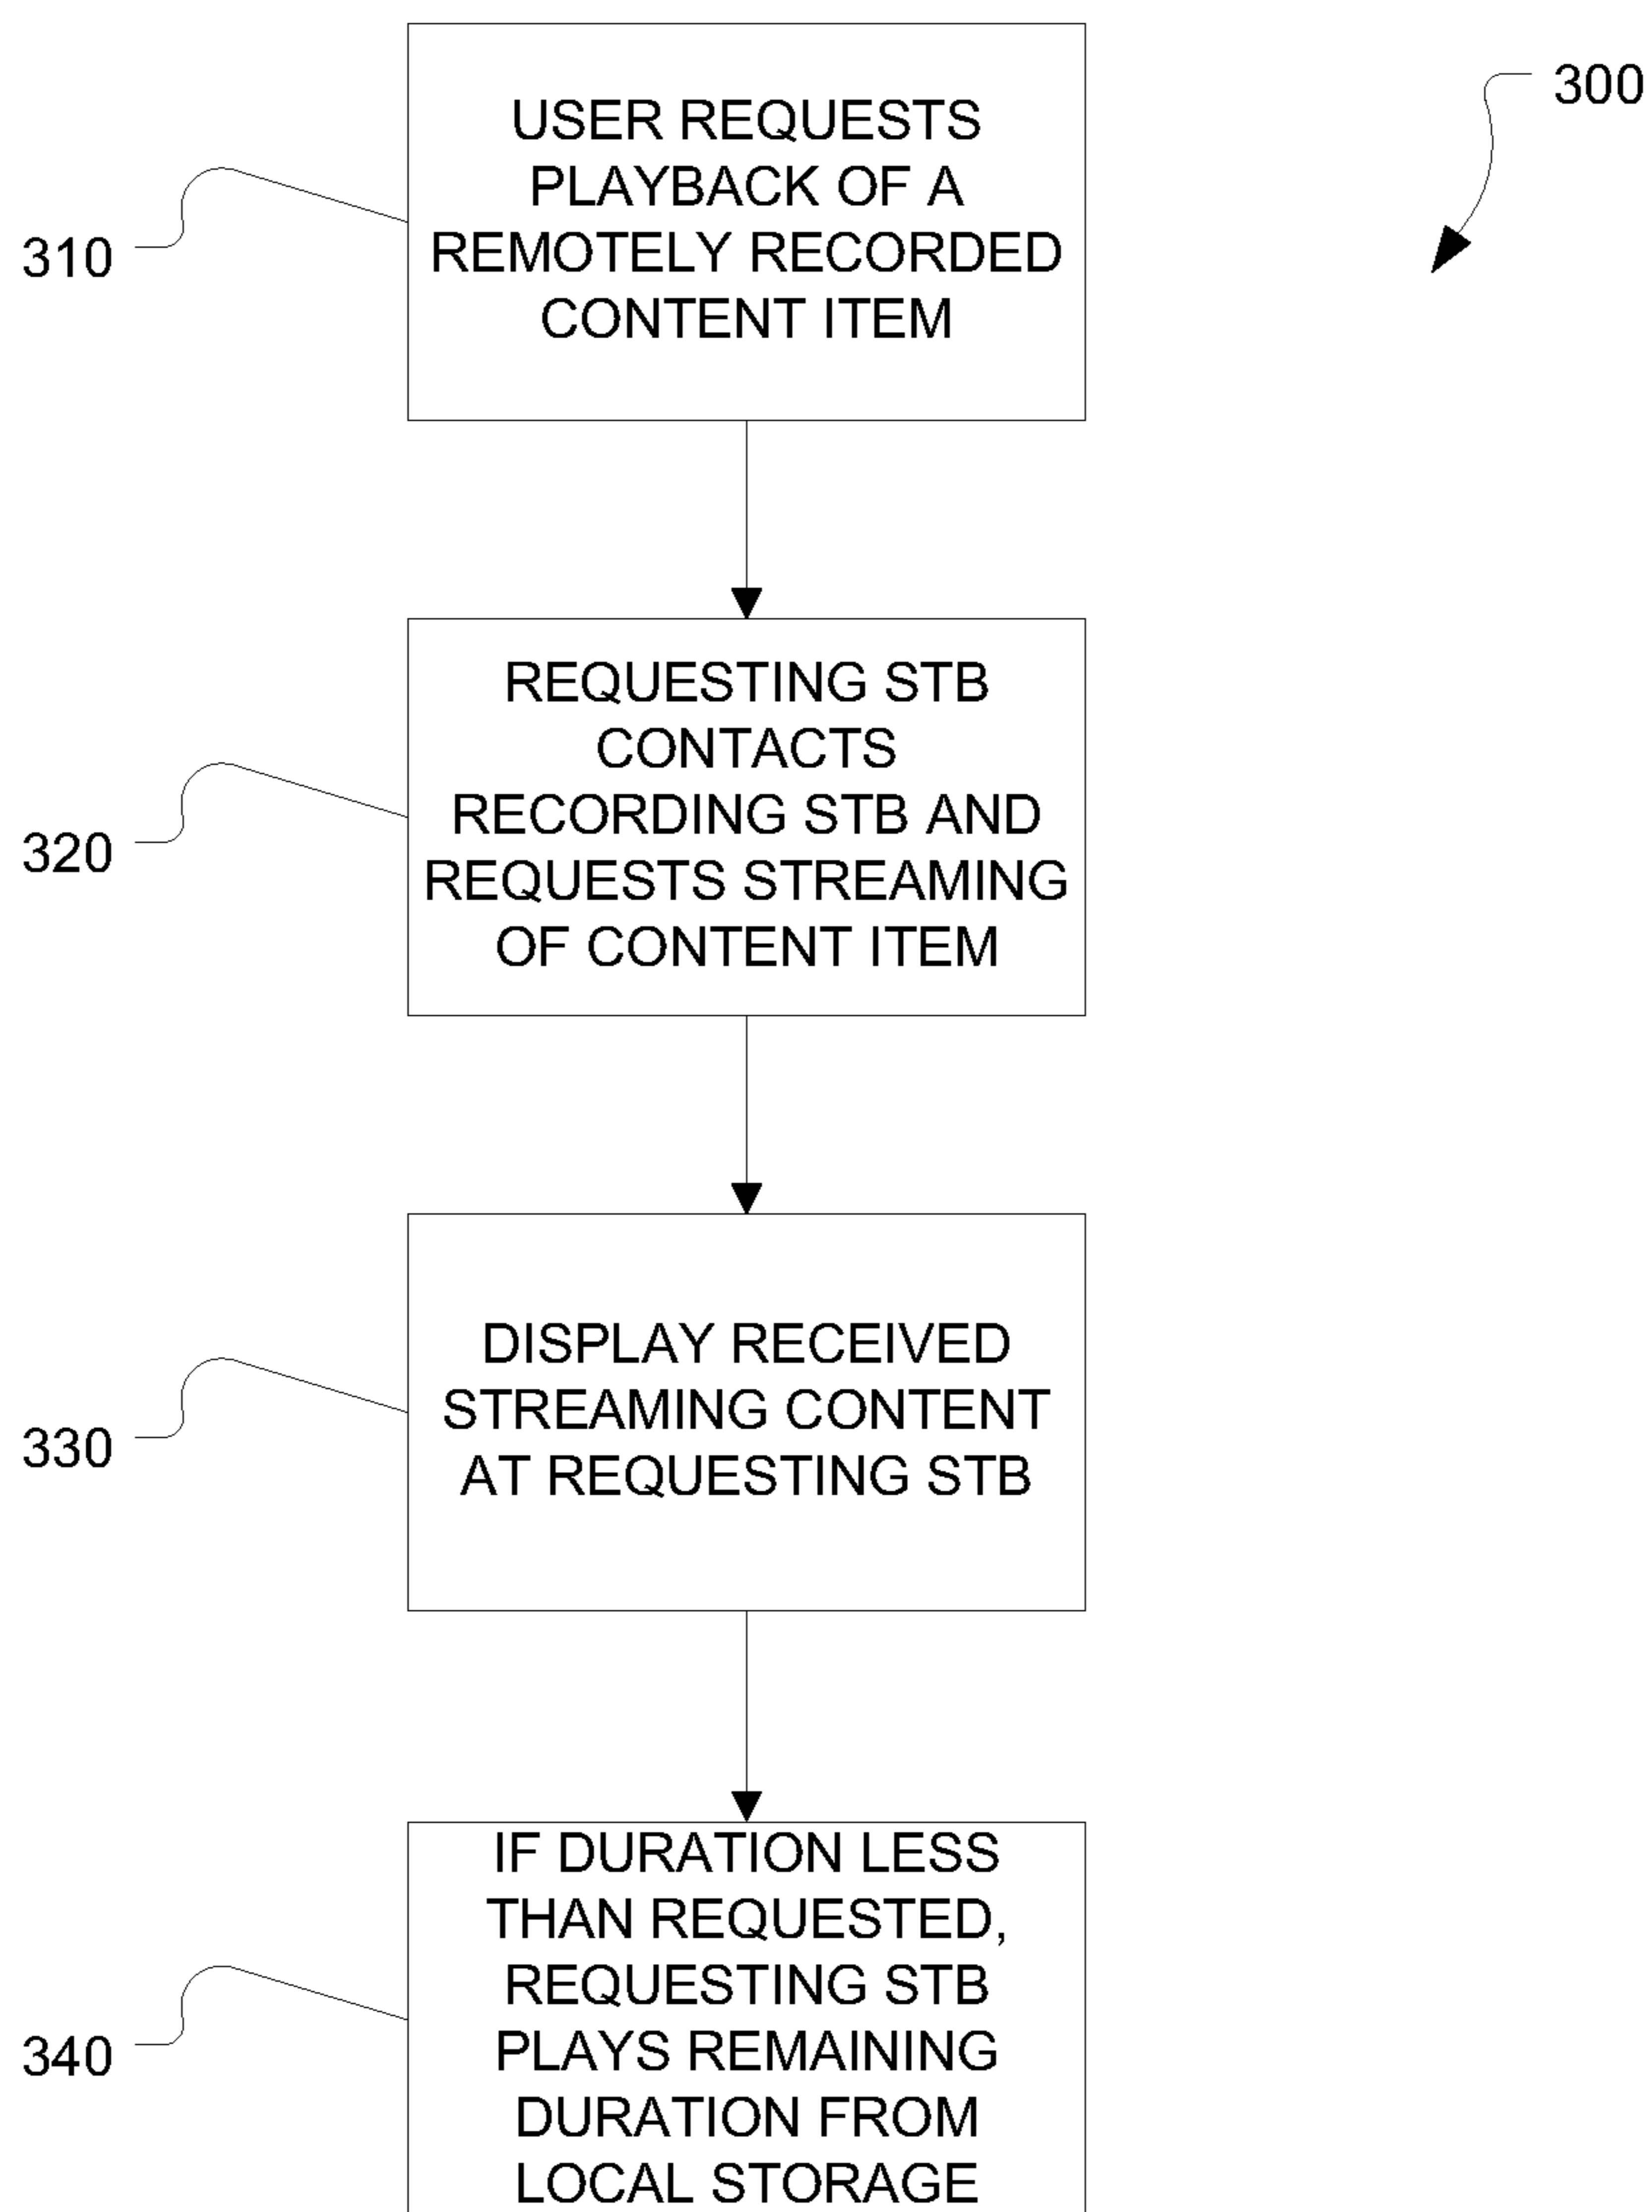 300
310
USER REQUESTS
PLAYBACK OF A
REMOTELY RECORDED
CONTENT ITEM
320
REQUESTING STB
CONTACTS
RECORDING STB AND
REQUESTS STREAMING
OF CONTENT ITEM
330
DISPLAY RECEIVED
STREAMING CONTENT
AT REQUESTING STB
340
IF DURATION LESS
THAN REQUESTED,
REQUESTING STB
PLAYS REMAINING
DURATION FROM
LOCAL STORAGE